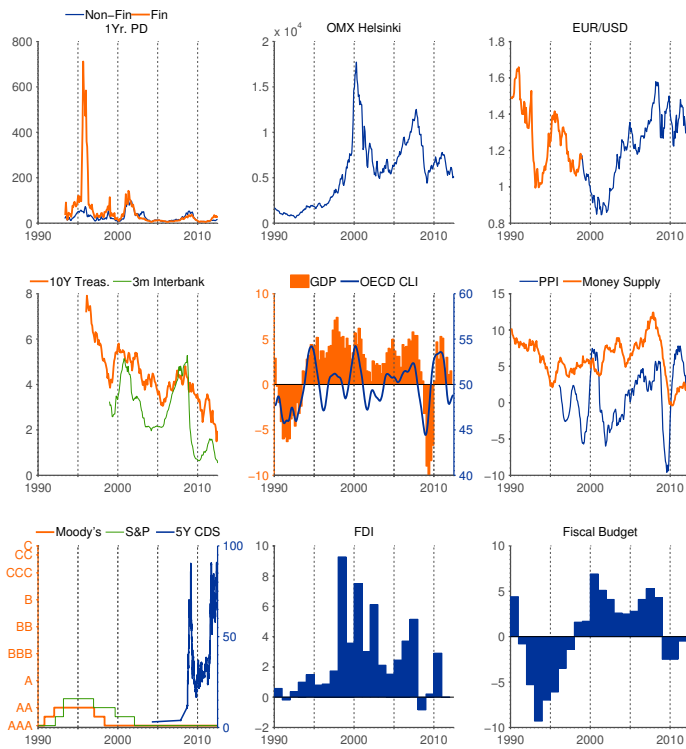 Non-Fin Fin
1Yr. PD
800
600
400
200
0
1990 2000 2010
OMX Helsinki
2 x 10⁴
1.5
1
0.5
0
1990 2000 2010
EUR/USD
1.8
1.6
1.4
1.2
1
0.8
1990 2000 2010
10Y Treas. 3m Interbank
8
6
4
2
0
1990 2000 2010
GDP OECD CLI
10 60
5 55
0 50
−5 45
−10 40
1990 2000 2010
PPI Money Supply
15
10
5
0
−5
−10
1990 2000 2010
Moody's S&P 5Y CDS
C 100
CC
CCC
B
BB 50
BBB
A
AA
AAA 0
1990 2000 2010
FDI
10
8
6
4
2
0
−2
1990 2000 2010
Fiscal Budget
10
5
0
−5
−10
1990 2000 2010